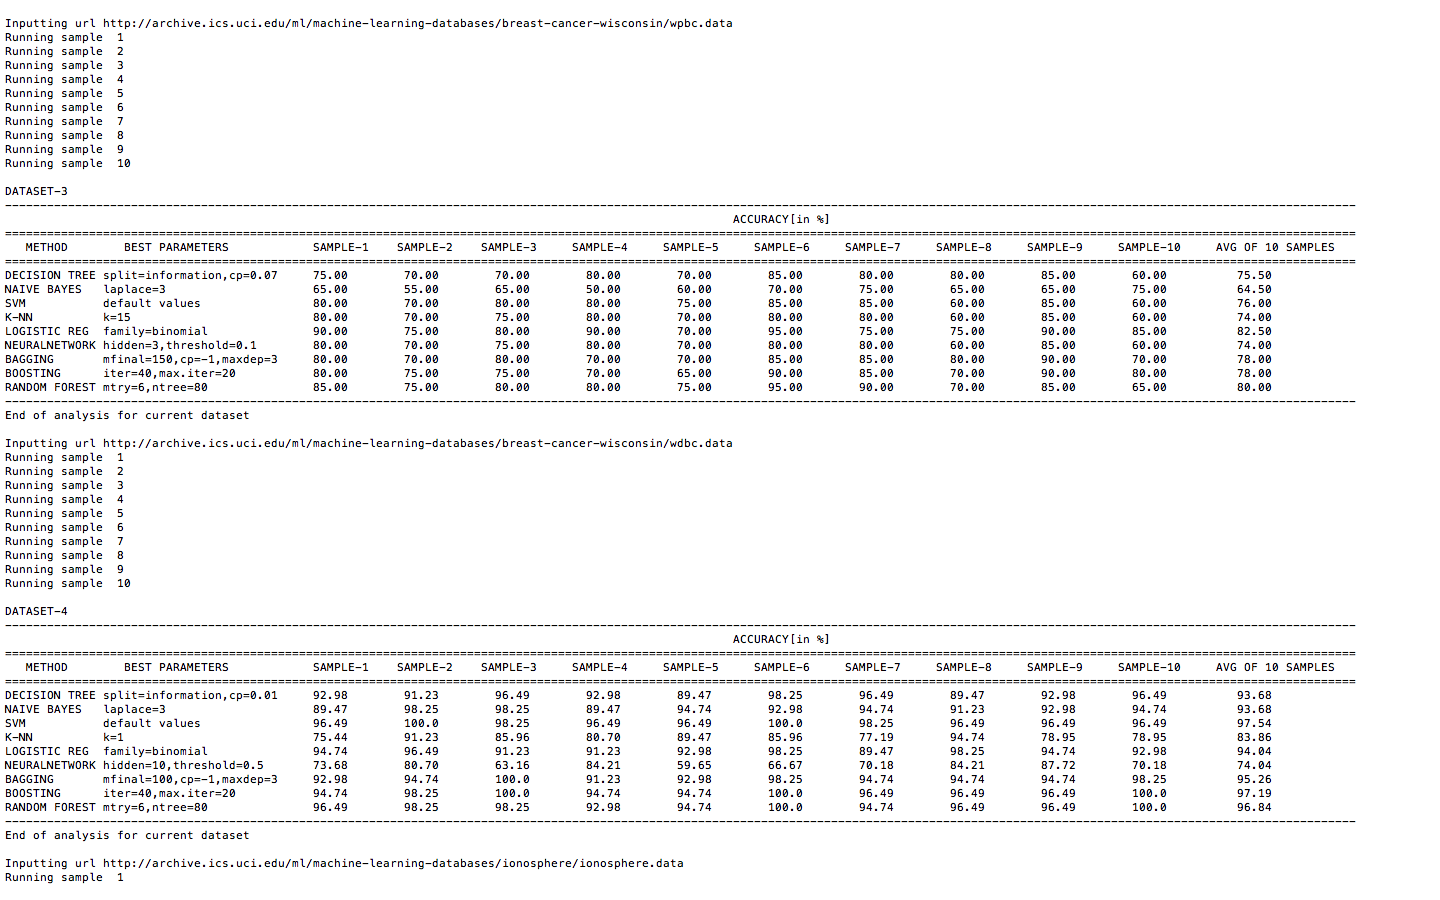 Inputting url http://archive.ics.uci.edu/ml/machine-learning-databases/breast-cancer-wisconsin/wpbc.data
Running sample  1
Running sample  2
Running sample  3
Running sample  4
Running sample  5
Running sample  6
Running sample  7
Running sample  8
Running sample  9
Running sample  10
DATASET-3
ACCURACY[in %]
METHOD        BEST PARAMETERS            SAMPLE-1    SAMPLE-2    SAMPLE-3     SAMPLE-4     SAMPLE-5     SAMPLE-6     SAMPLE-7     SAMPLE-8     SAMPLE-9     SAMPLE-10     AVG OF 10 SAMPLES
DECISION TREE split=information,cp=0.07     75.00        70.00      70.00        80.00        70.00        85.00        80.00        80.00        85.00        60.00          75.50
NAIVE BAYES   laplace=3                     65.00        55.00      65.00        50.00        60.00        70.00        75.00        65.00        65.00        75.00          64.50
SVM           default values                80.00        70.00      80.00        80.00        75.00        85.00        85.00        60.00        85.00        60.00          76.00
K-NN          k=15                          80.00        70.00      75.00        80.00        70.00        80.00        80.00        60.00        85.00        60.00          74.00
LOGISTIC REG  family=binomial               90.00        75.00      80.00        90.00        70.00        95.00        75.00        75.00        90.00        85.00          82.50
NEURALNETWORK hidden=3,threshold=0.1        80.00        70.00      75.00        80.00        70.00        80.00        80.00        60.00        85.00        60.00          74.00
BAGGING       mfinal=150,cp=-1,maxdep=3     80.00        70.00      80.00        70.00        70.00        85.00        85.00        80.00        90.00        70.00          78.00
BOOSTING      iter=40,max.iter=20           80.00        75.00      75.00        70.00        65.00        90.00        85.00        70.00        90.00        80.00          78.00
RANDOM FOREST mtry=6,ntree=80               85.00        75.00      80.00        80.00        75.00        95.00        90.00        70.00        85.00        65.00          80.00
End of analysis for current dataset
Inputting url http://archive.ics.uci.edu/ml/machine-learning-databases/breast-cancer-wisconsin/wdbc.data
Running sample  1
Running sample  2
Running sample  3
Running sample  4
Running sample  5
Running sample  6
Running sample  7
Running sample  8
Running sample  9
Running sample  10
DATASET-4
ACCURACY[in %]
METHOD        BEST PARAMETERS            SAMPLE-1    SAMPLE-2    SAMPLE-3     SAMPLE-4     SAMPLE-5     SAMPLE-6     SAMPLE-7     SAMPLE-8     SAMPLE-9     SAMPLE-10     AVG OF 10 SAMPLES
DECISION TREE split=information,cp=0.01     92.98        91.23      96.49        92.98        89.47        98.25        96.49        89.47        92.98        96.49          93.68
NAIVE BAYES   laplace=3                     89.47        98.25      98.25        89.47        94.74        92.98        94.74        91.23        92.98        94.74          93.68
SVM           default values                96.49        100.0      98.25        96.49        96.49        100.0        98.25        96.49        96.49        96.49          97.54
K-NN          k=1                           75.44        91.23      85.96        80.70        89.47        85.96        77.19        94.74        78.95        78.95          83.86
LOGISTIC REG  family=binomial               94.74        96.49      91.23        91.23        92.98        98.25        89.47        98.25        94.74        92.98          94.04
NEURALNETWORK hidden=10,threshold=0.5       73.68        80.70      63.16        84.21        59.65        66.67        70.18        84.21        87.72        70.18          74.04
BAGGING       mfinal=100,cp=-1,maxdep=3     92.98        94.74      100.0        91.23        92.98        98.25        94.74        94.74        94.74        98.25          95.26
BOOSTING      iter=40,max.iter=20           94.74        98.25      100.0        94.74        94.74        100.0        96.49        96.49        96.49        100.0          97.19
RANDOM FOREST mtry=6,ntree=80               96.49        98.25      98.25        92.98        94.74        100.0        94.74        96.49        96.49        100.0          96.84
End of analysis for current dataset
Inputting url http://archive.ics.uci.edu/ml/machine-learning-databases/ionosphere/ionosphere.data
Running sample  1